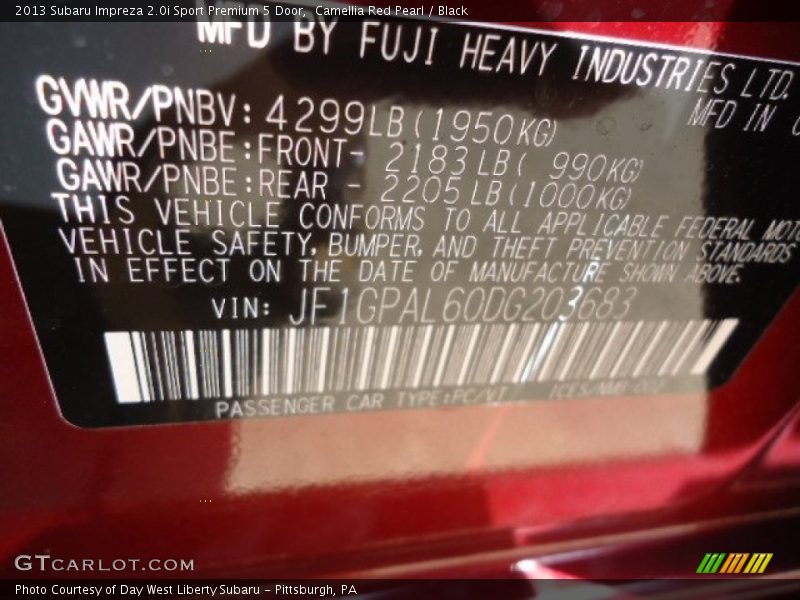 2013 Subaru Impreza 2.0i Sport Premium 5 Door,  Camellia Red Pearl / Black
MFD BY FUJI HEAVY INDUSTRIES LTD.
MFD IN
GVWR/PNBV: 4299LB(1950KG)
GAWR/PNBE:FRONT- 2183LB( 990KG)
GAWR/PNBE:REAR - 2205LB(1000KG)
THIS VEHICLE CONFORMS TO ALL APPLICABLE FEDERAL
VEHICLE SAFETY, BUMPER, AND THEFT PREVENTION STANDARDS
IN EFFECT ON THE DATE OF MANUFACTURE SHOWN ABOVE.
VIN: JF1GPAL60DG203683
PASSENGER CAR TYPE:PC/VT
GTCARLOT.COM
Photo Courtesy of Day West Liberty Subaru - Pittsburgh, PA